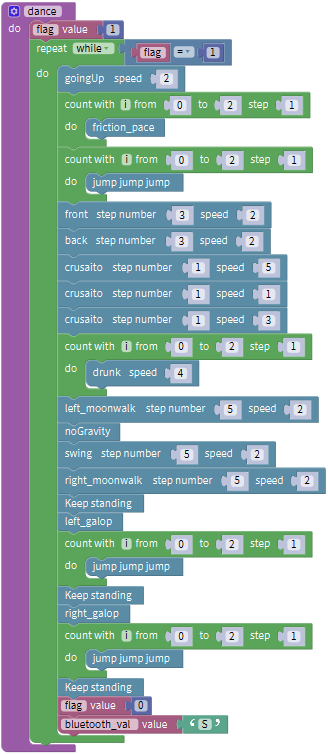 dance
do flag value 1
repeat while flag = 1
do goingUp speed 2
count with i from 0 to 2 step 1
do friction_pace
count with i from 0 to 2 step 1
do jump jump jump
front step number 3 speed 2
back step number 3 speed 2
crusaito step number 1 speed 5
crusaito step number 1 speed 1
crusaito step number 1 speed 3
count with i from 0 to 2 step 1
do drunk speed 4
left_moonwalk step number 5 speed 2
noGravity
swing step number 5 speed 2
right_moonwalk step number 5 speed 2
Keep standing
left_galop
count with i from 0 to 2 step 1
do jump jump jump
Keep standing
right_galop
count with i from 0 to 2 step 1
do jump jump jump
Keep standing
flag value 0
bluetooth_val value “ S ”